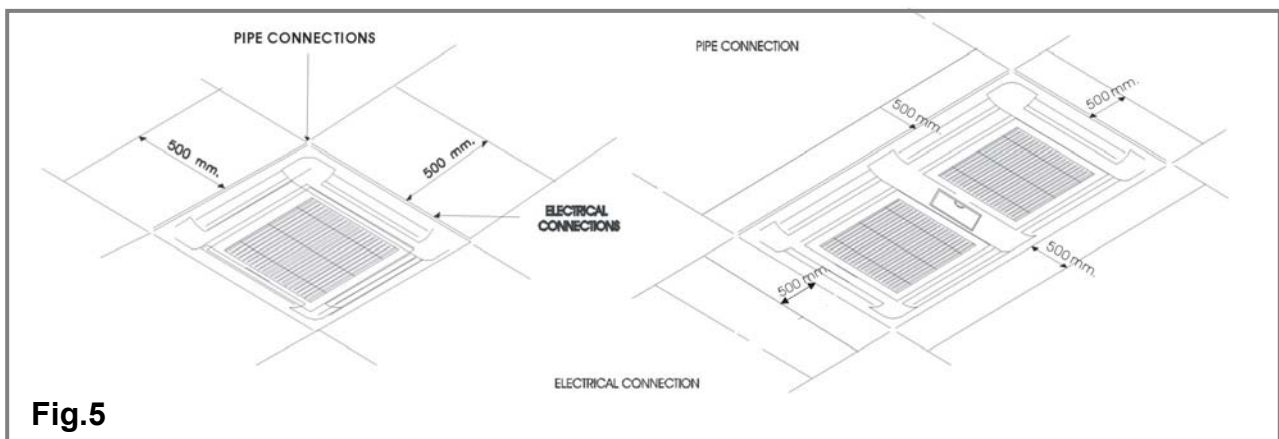 PIPE CONNECTIONS
500 mm.
500 mm.
ELECTRICAL
CONNECTIONS
PIPE CONNECTION
500 mm.
500 mm.
500 mm.
500 mm.
ELECTRICAL CONNECTION
Fig.5